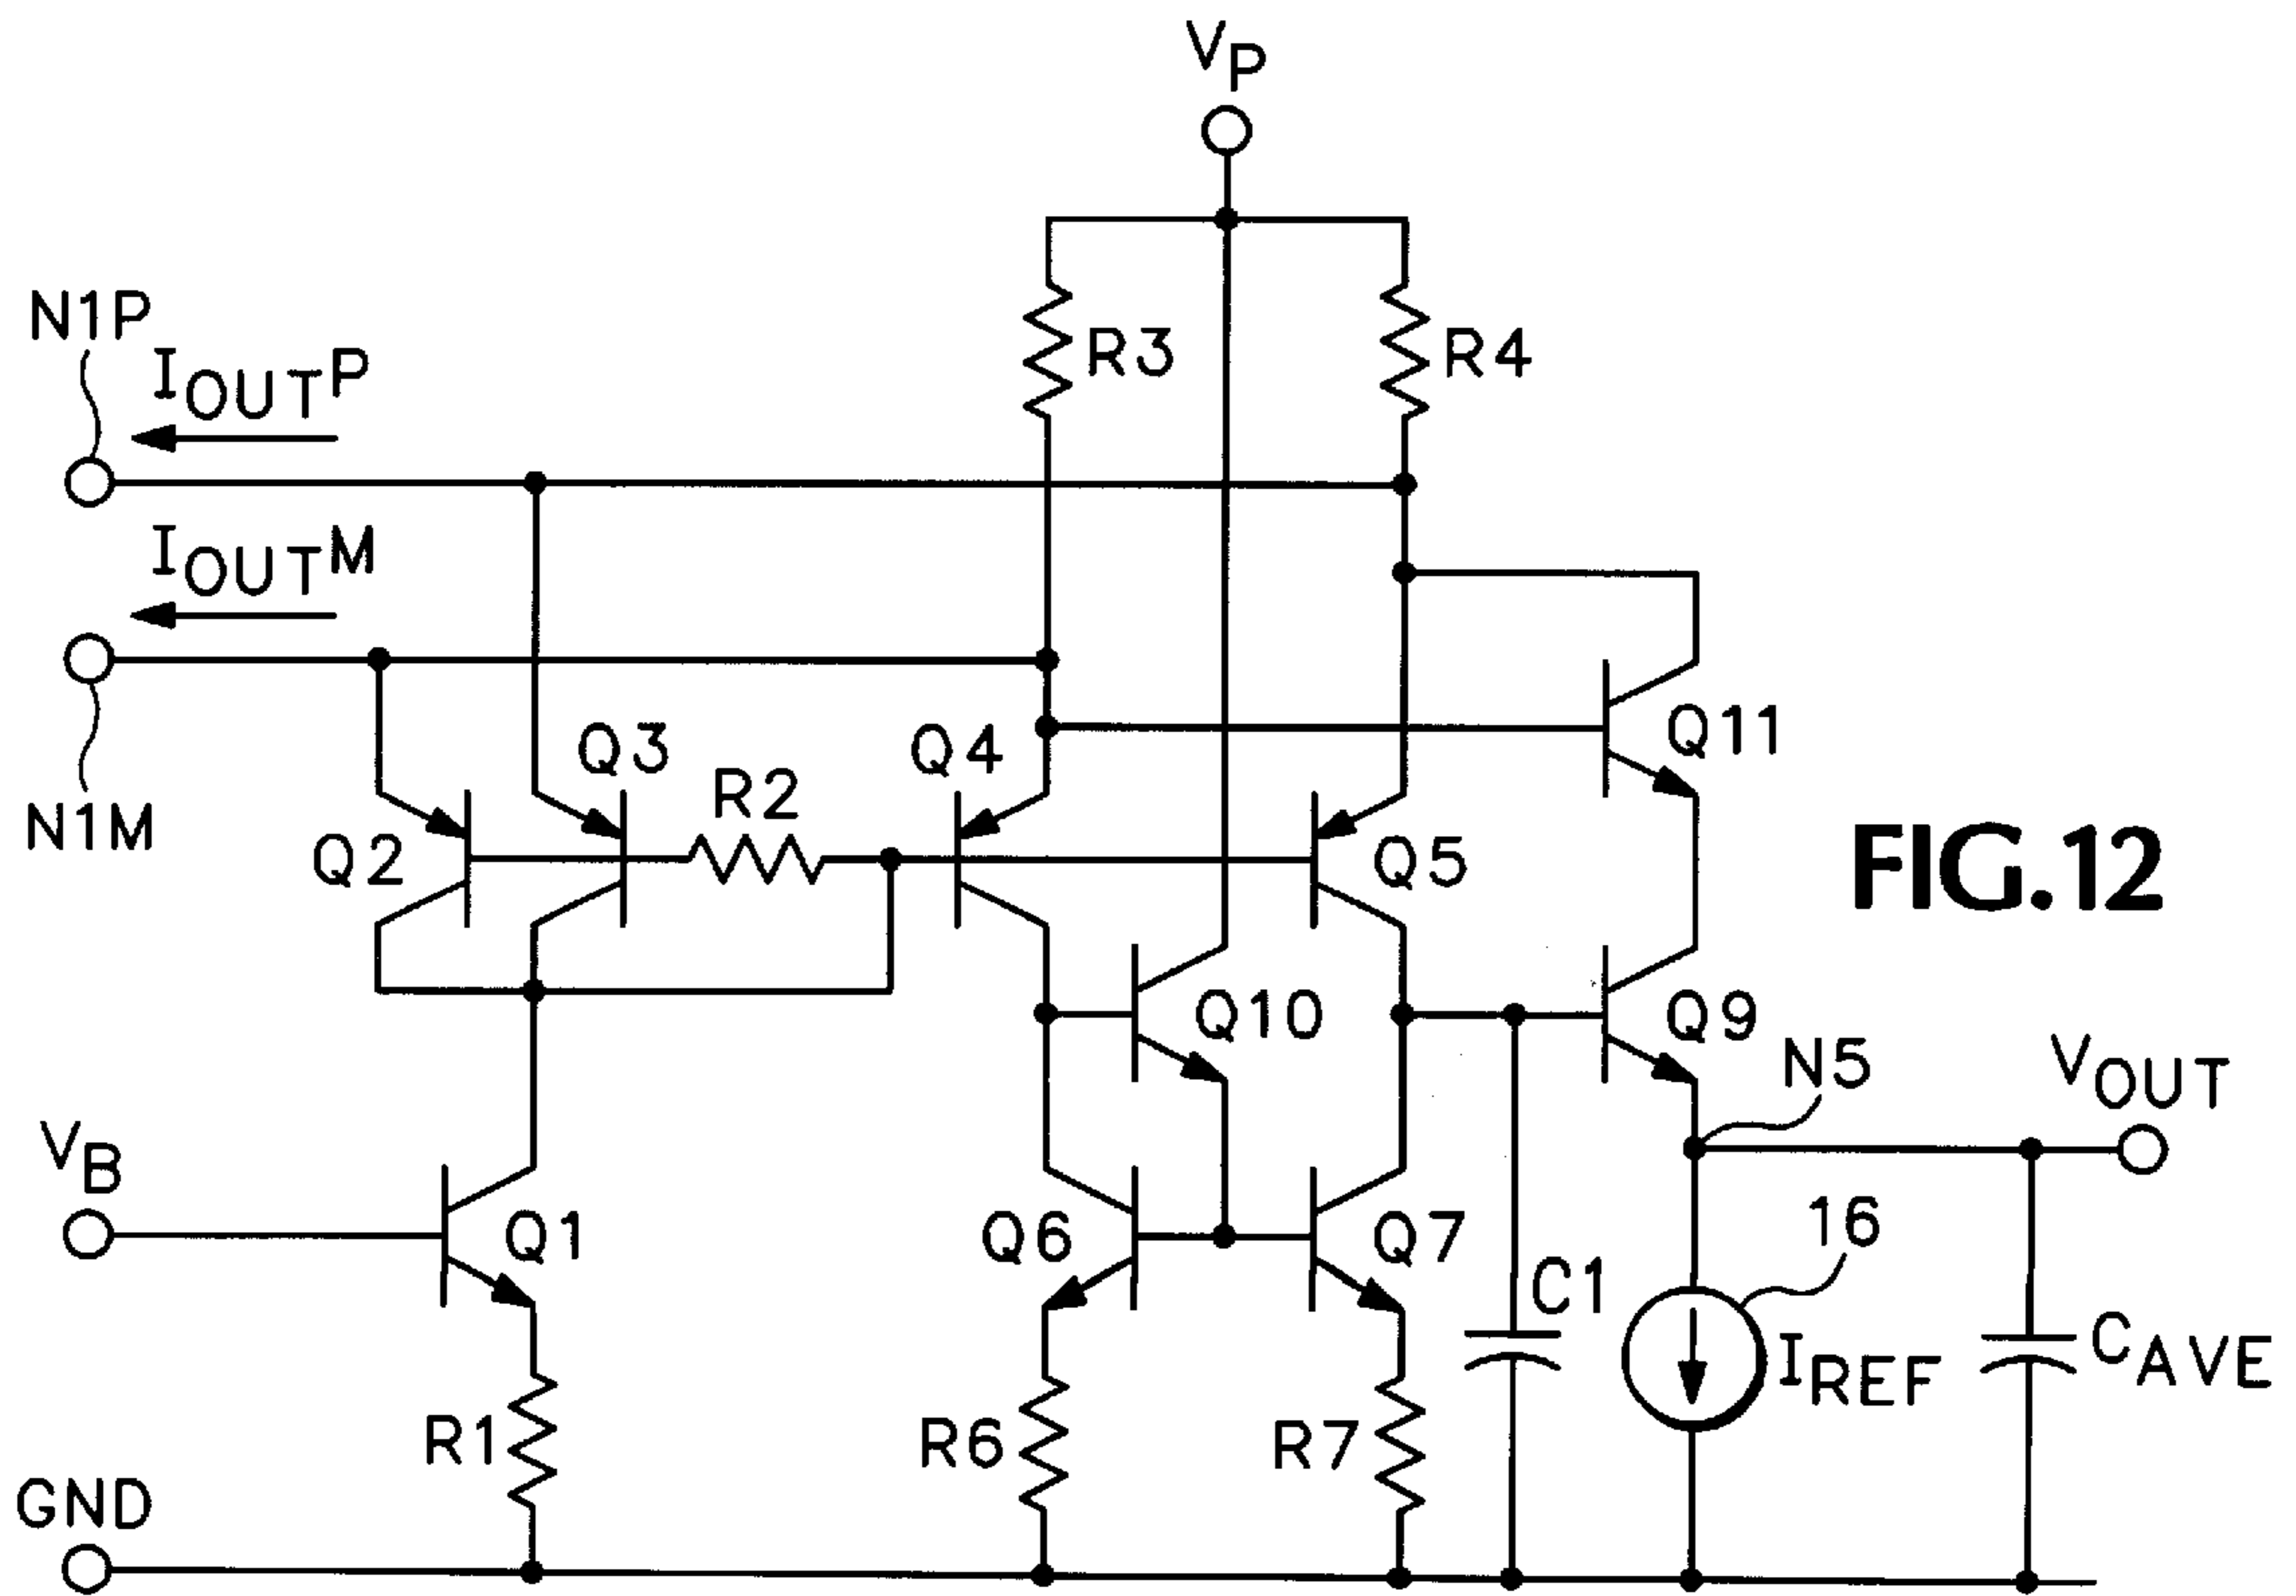 VP
N1P
IOUTP
R3
R4
IOUTM
N1M
Q2
Q3
R2
Q4
Q5
Q11
FIG.12
Q10
Q9
N5
VOUT
VB
Q1
Q6
Q7
C1
16
IREF
CAVE
R1
R6
R7
GND